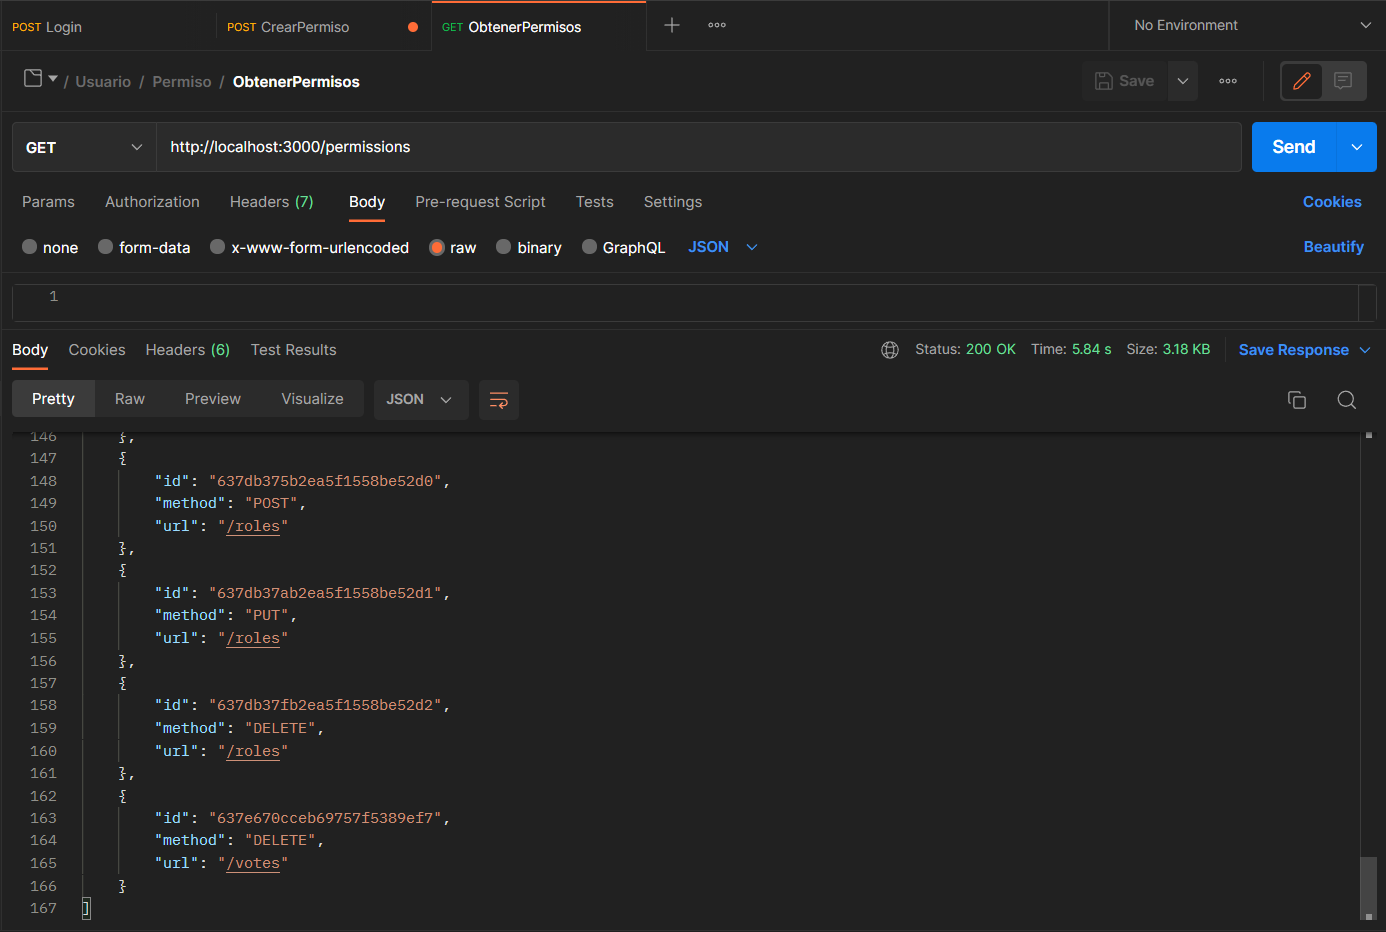 POST Login POST CrearPermiso GET ObtenerPermisos No Environment
/ Usuario / Permiso / ObtenerPermisos Save
GET http://localhost:3000/permissions Send
Params Authorization Headers (7) Body Pre-request Script Tests Settings Cookies
none form-data x-www-form-urlencoded raw binary GraphQL JSON Beautify
1
Body Cookies Headers (6) Test Results Status: 200 OK Time: 5.84 s Size: 3.18 KB Save Response
Pretty Raw Preview Visualize JSON
146 },
147 {
148 "id": "637db375b2ea5f1558be52d0",
149 "method": "POST",
150 "url": "/roles"
151 },
152 {
153 "id": "637db37ab2ea5f1558be52d1",
154 "method": "PUT",
155 "url": "/roles"
156 },
157 {
158 "id": "637db37fb2ea5f1558be52d2",
159 "method": "DELETE",
160 "url": "/roles"
161 },
162 {
163 "id": "637e670cceb69757f5389ef7",
164 "method": "DELETE",
165 "url": "/votes"
166 }
167 ]